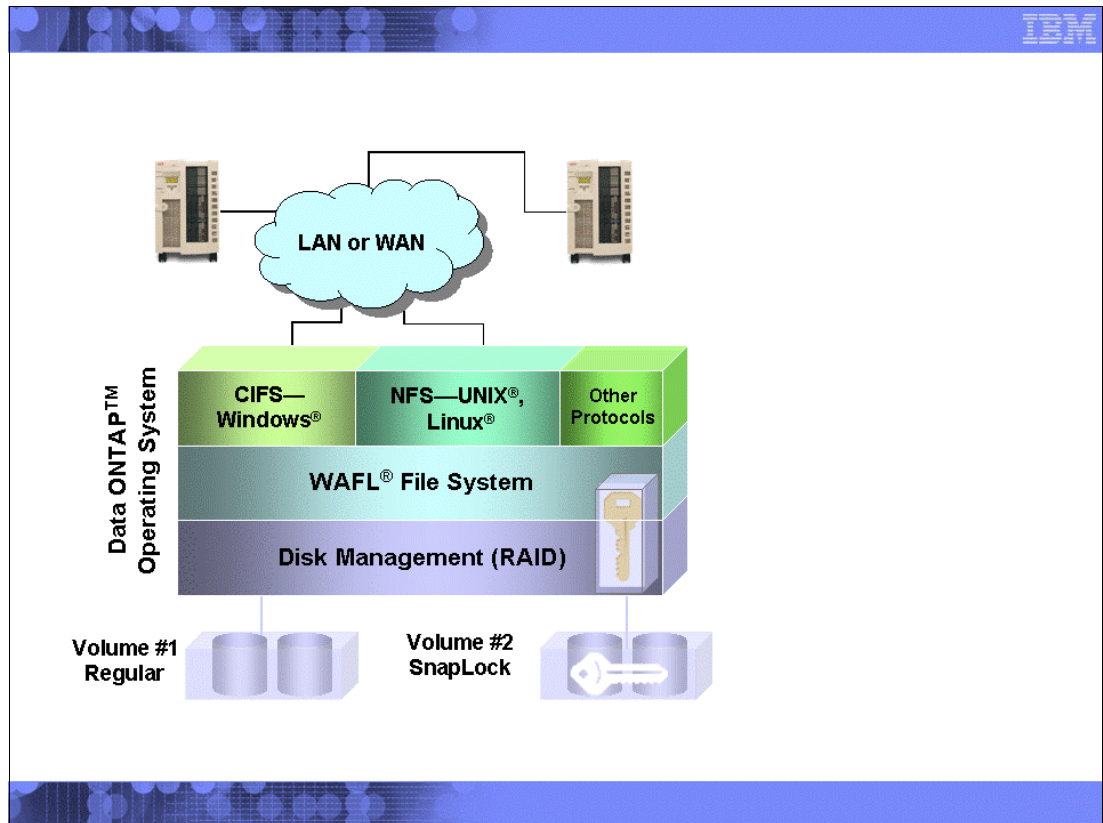 IBM
LAN or WAN
Data ONTAP™
Operating System
CIFS—
Windows®
NFS—UNIX®,
Linux®
Other
Protocols
WAFL® File System
Disk Management (RAID)
Volume #1
Regular
Volume #2
SnapLock